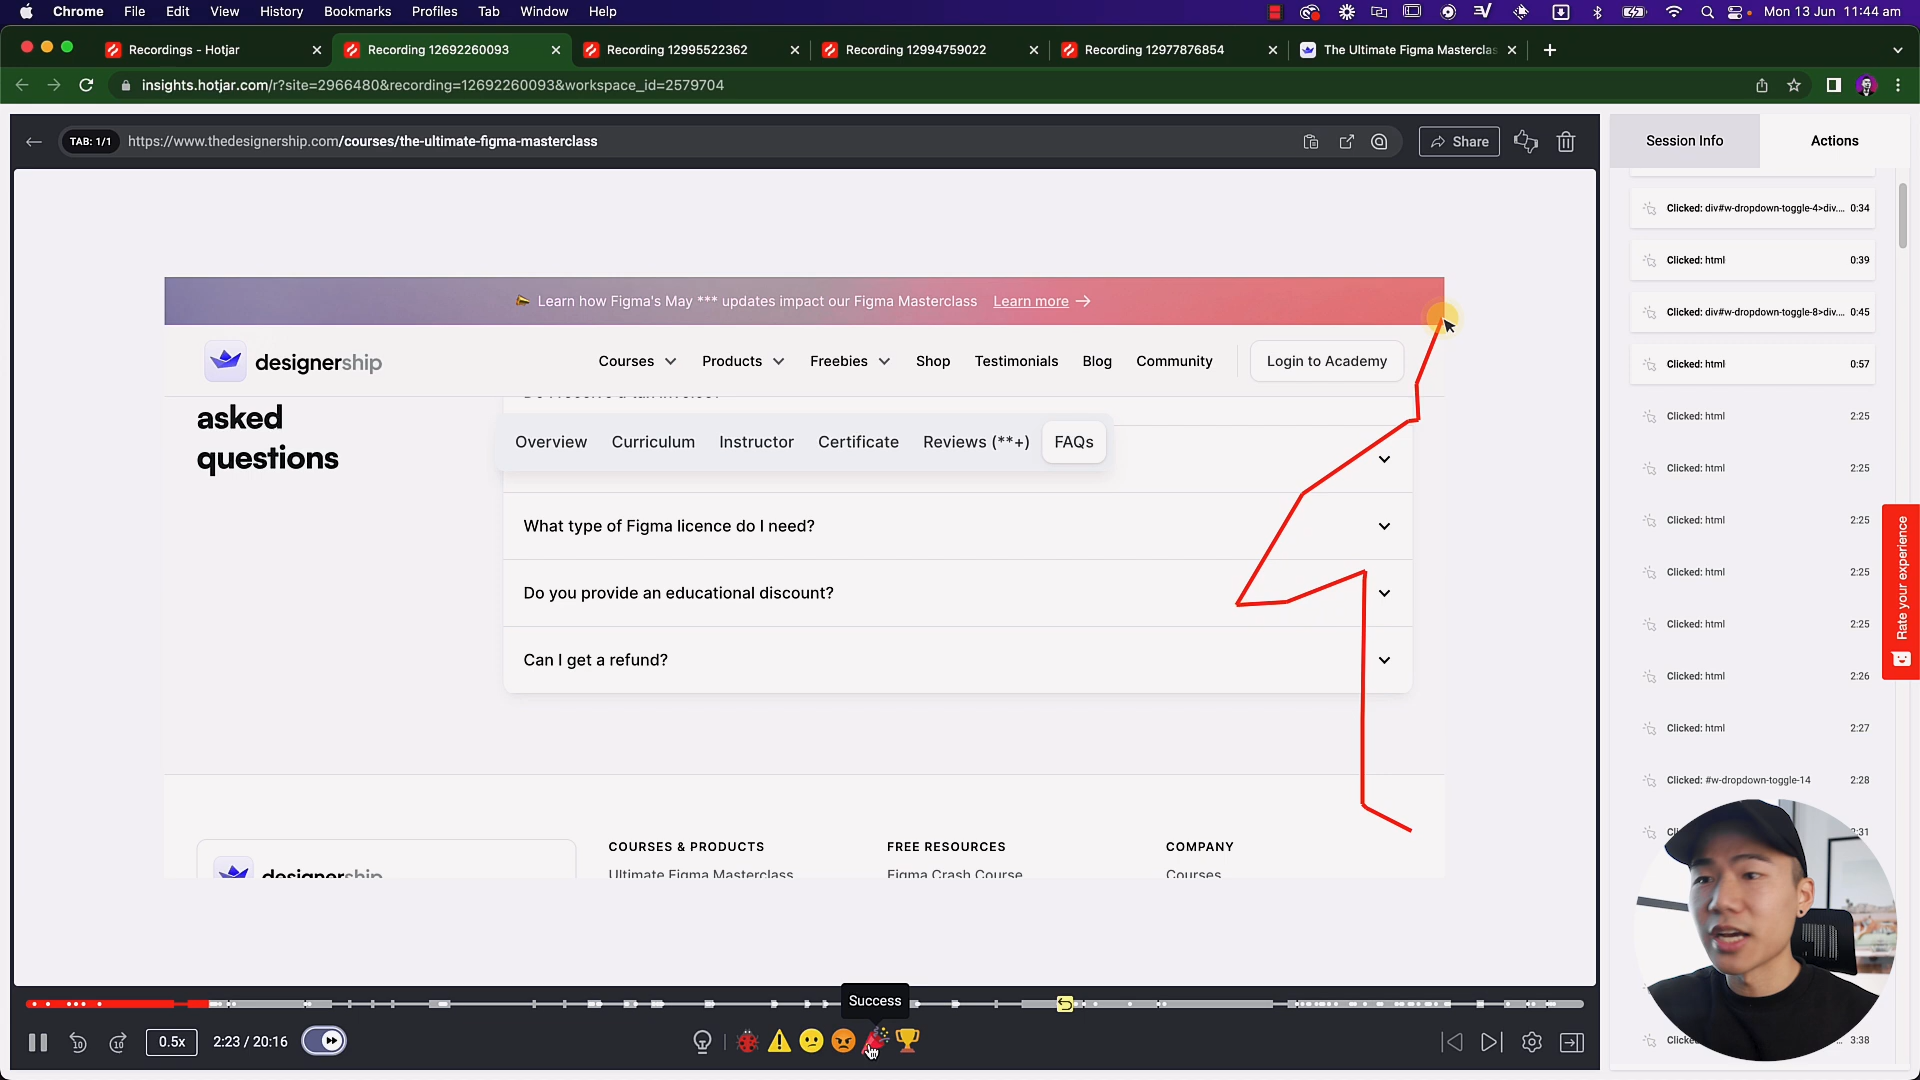 Chrome File Edit View History Bookmarks Profiles Tab Window Help
Mon 13 Jun 11:44 am
Recordings - Hotjar
Recording 12692260093
Recording 12995522362
Recording 12994759022
Recording 12977876854
The Ultimate Figma Masterclas
insights.hotjar.com/r?site=2966480&recording=12692260093&workspace_id=2579704
TAB: 1/1
https://www.thedesignership.com/courses/the-ultimate-figma-masterclass
Share
Session Info
Actions
Clicked: div#w-dropdown-toggle-4>div.... 0:34
Clicked: html 0:39
Clicked: div#w-dropdown-toggle-8>div.... 0:45
Clicked: html 0:57
Clicked: html 2:25
Clicked: html 2:25
Clicked: html 2:25
Clicked: html 2:25
Clicked: html 2:25
Clicked: html 2:26
Clicked: html 2:27
Clicked: #w-dropdown-toggle-14 2:28
2:31
3:38
Rate your experience
Learn how Figma's May *** updates impact our Figma Masterclass Learn more
designership
Courses Products Freebies Shop Testimonials Blog Community Login to Academy
asked
questions
Overview Curriculum Instructor Certificate Reviews (**+) FAQs
What type of Figma licence do I need?
Do you provide an educational discount?
Can I get a refund?
designership
COURSES & PRODUCTS
Ultimate Figma Masterclass
FREE RESOURCES
Figma Crash Course
COMPANY
Courses
Success
10
10
0.5x
2:23 / 20:16